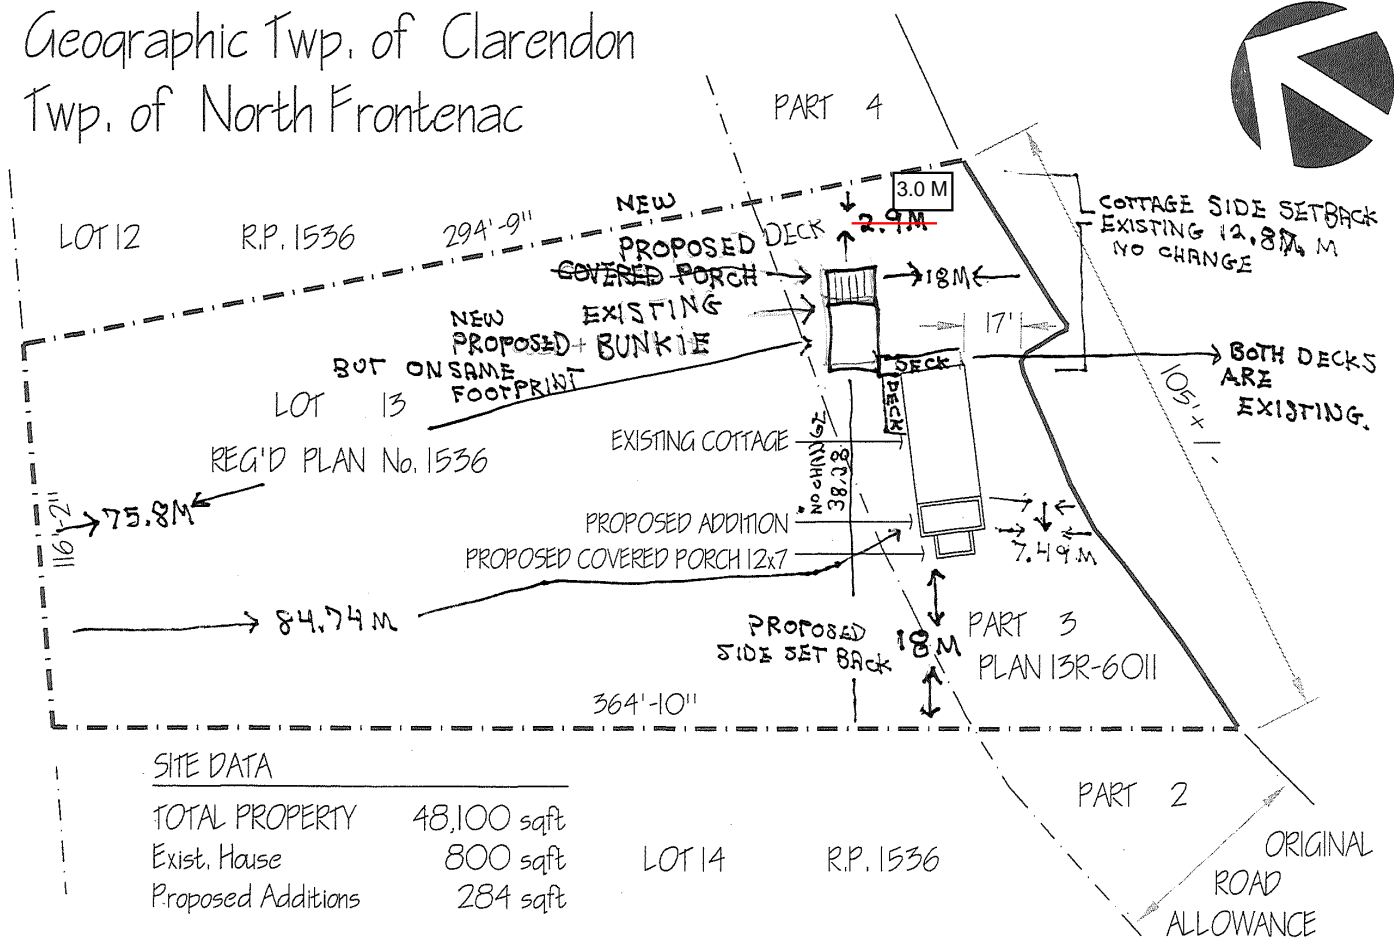 Geographic Twp. of Clarendon
Twp. of North Frontenac
PART 4
3.0 M
2.9M
NEW
PROPOSED DECK
COVERED PORCH
18M
COTTAGE SIDE SETBACK
EXISTING 12.87 M
NO CHANGE
LOT 12
R.P. 1536
294'-9"
EXISTING
NEW
PROPOSED + BUNKIE
BUT ON SAME
FOOTPRINT
17'
DECK
DECK
BOTH DECKS
ARE
EXISTING.
105'±
LOT 13
REG'D PLAN No. 1536
EXISTING COTTAGE
NO CHANGE
38.28
116'-2"
75.8M
PROPOSED ADDITION
PROPOSED COVERED PORCH 12x7
7.49M
84.74 M
PROPOSED
SIDE SET BACK
18 M
PART 3
PLAN 13R-6011
364'-10"
SITE DATA
TOTAL PROPERTY 48,100 sqft
Exist. House 800 sqft
Proposed Additions 284 sqft
LOT 14
R.P. 1536
PART 2
ORIGINAL
ROAD
ALLOWANCE